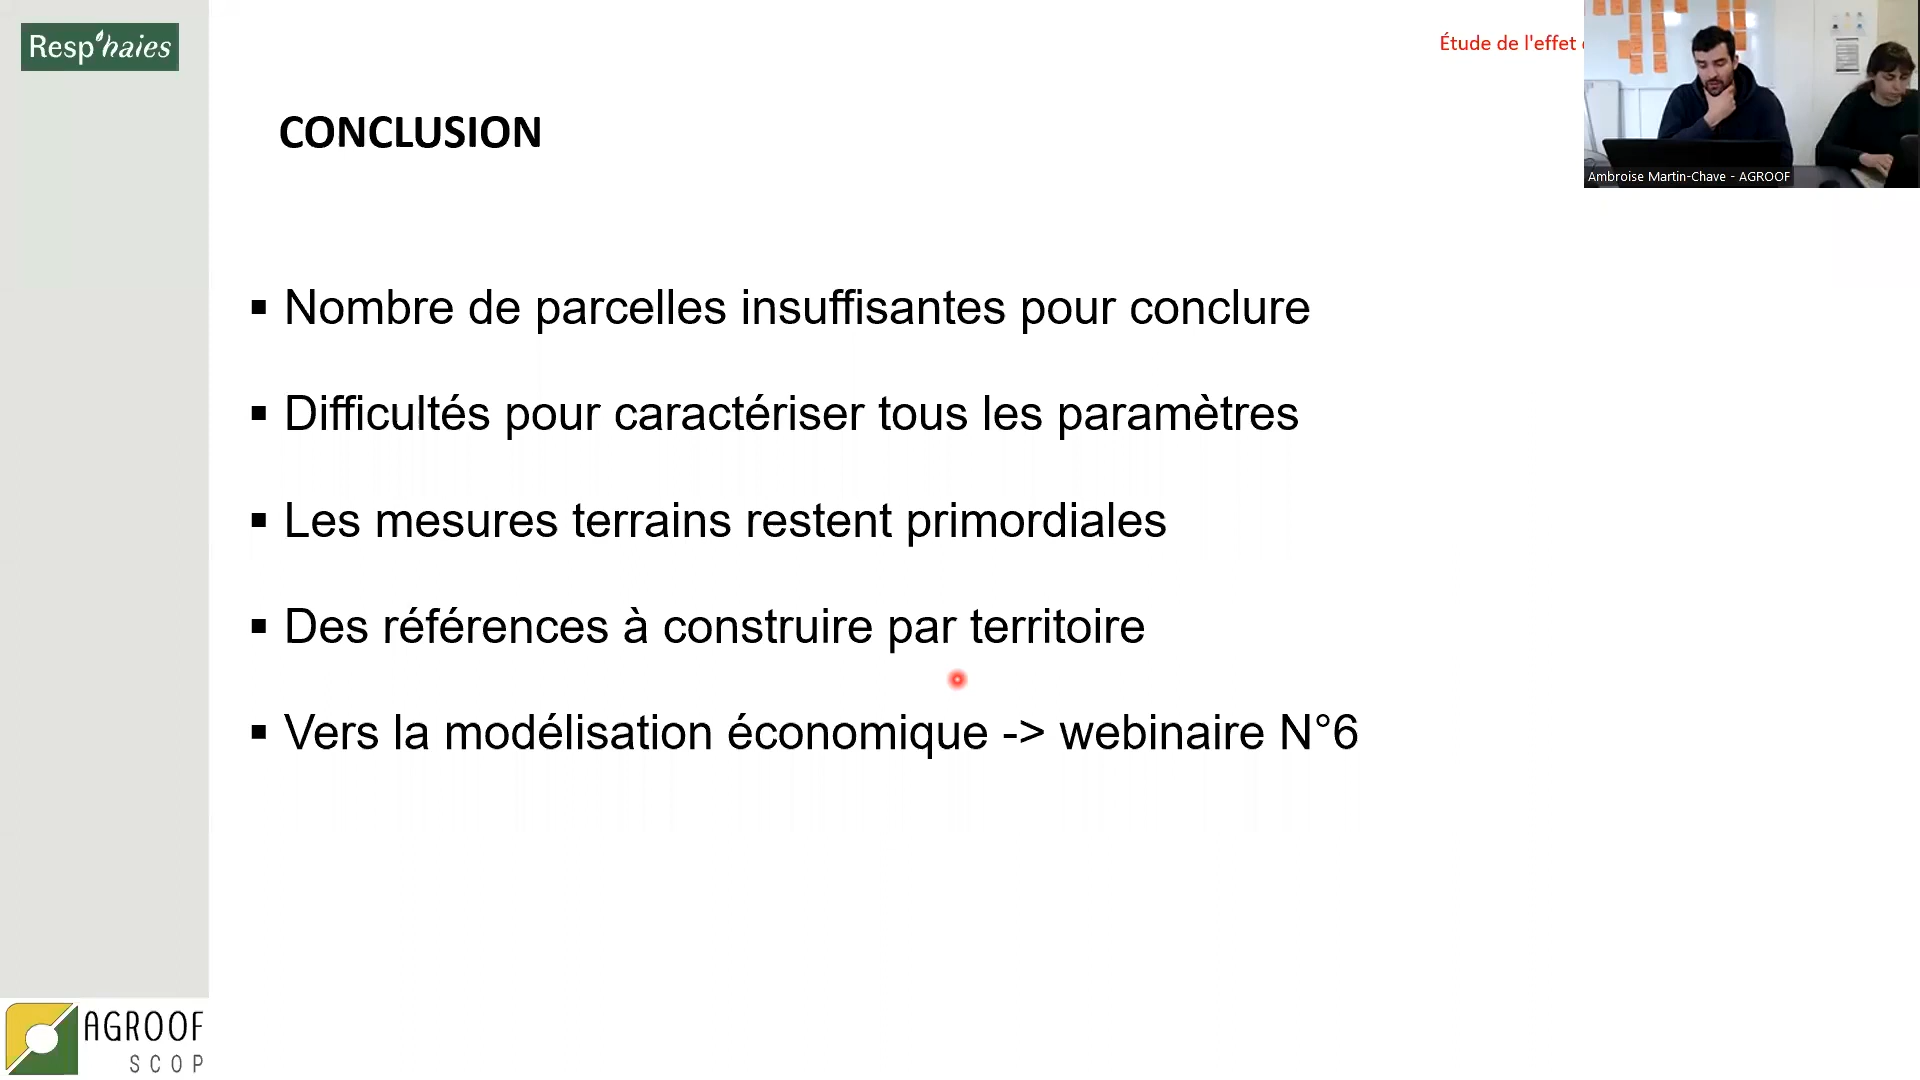 Resp'haies
Étude de l'effet
Ambroise Martin-Chave - AGROOF
CONCLUSION
▪ Nombre de parcelles insuffisantes pour conclure
▪ Difficultés pour caractériser tous les paramètres
▪ Les mesures terrains restent primordiales
▪ Des références à construire par territoire
▪ Vers la modélisation économique -> webinaire N°6
AGROOF
SCOP